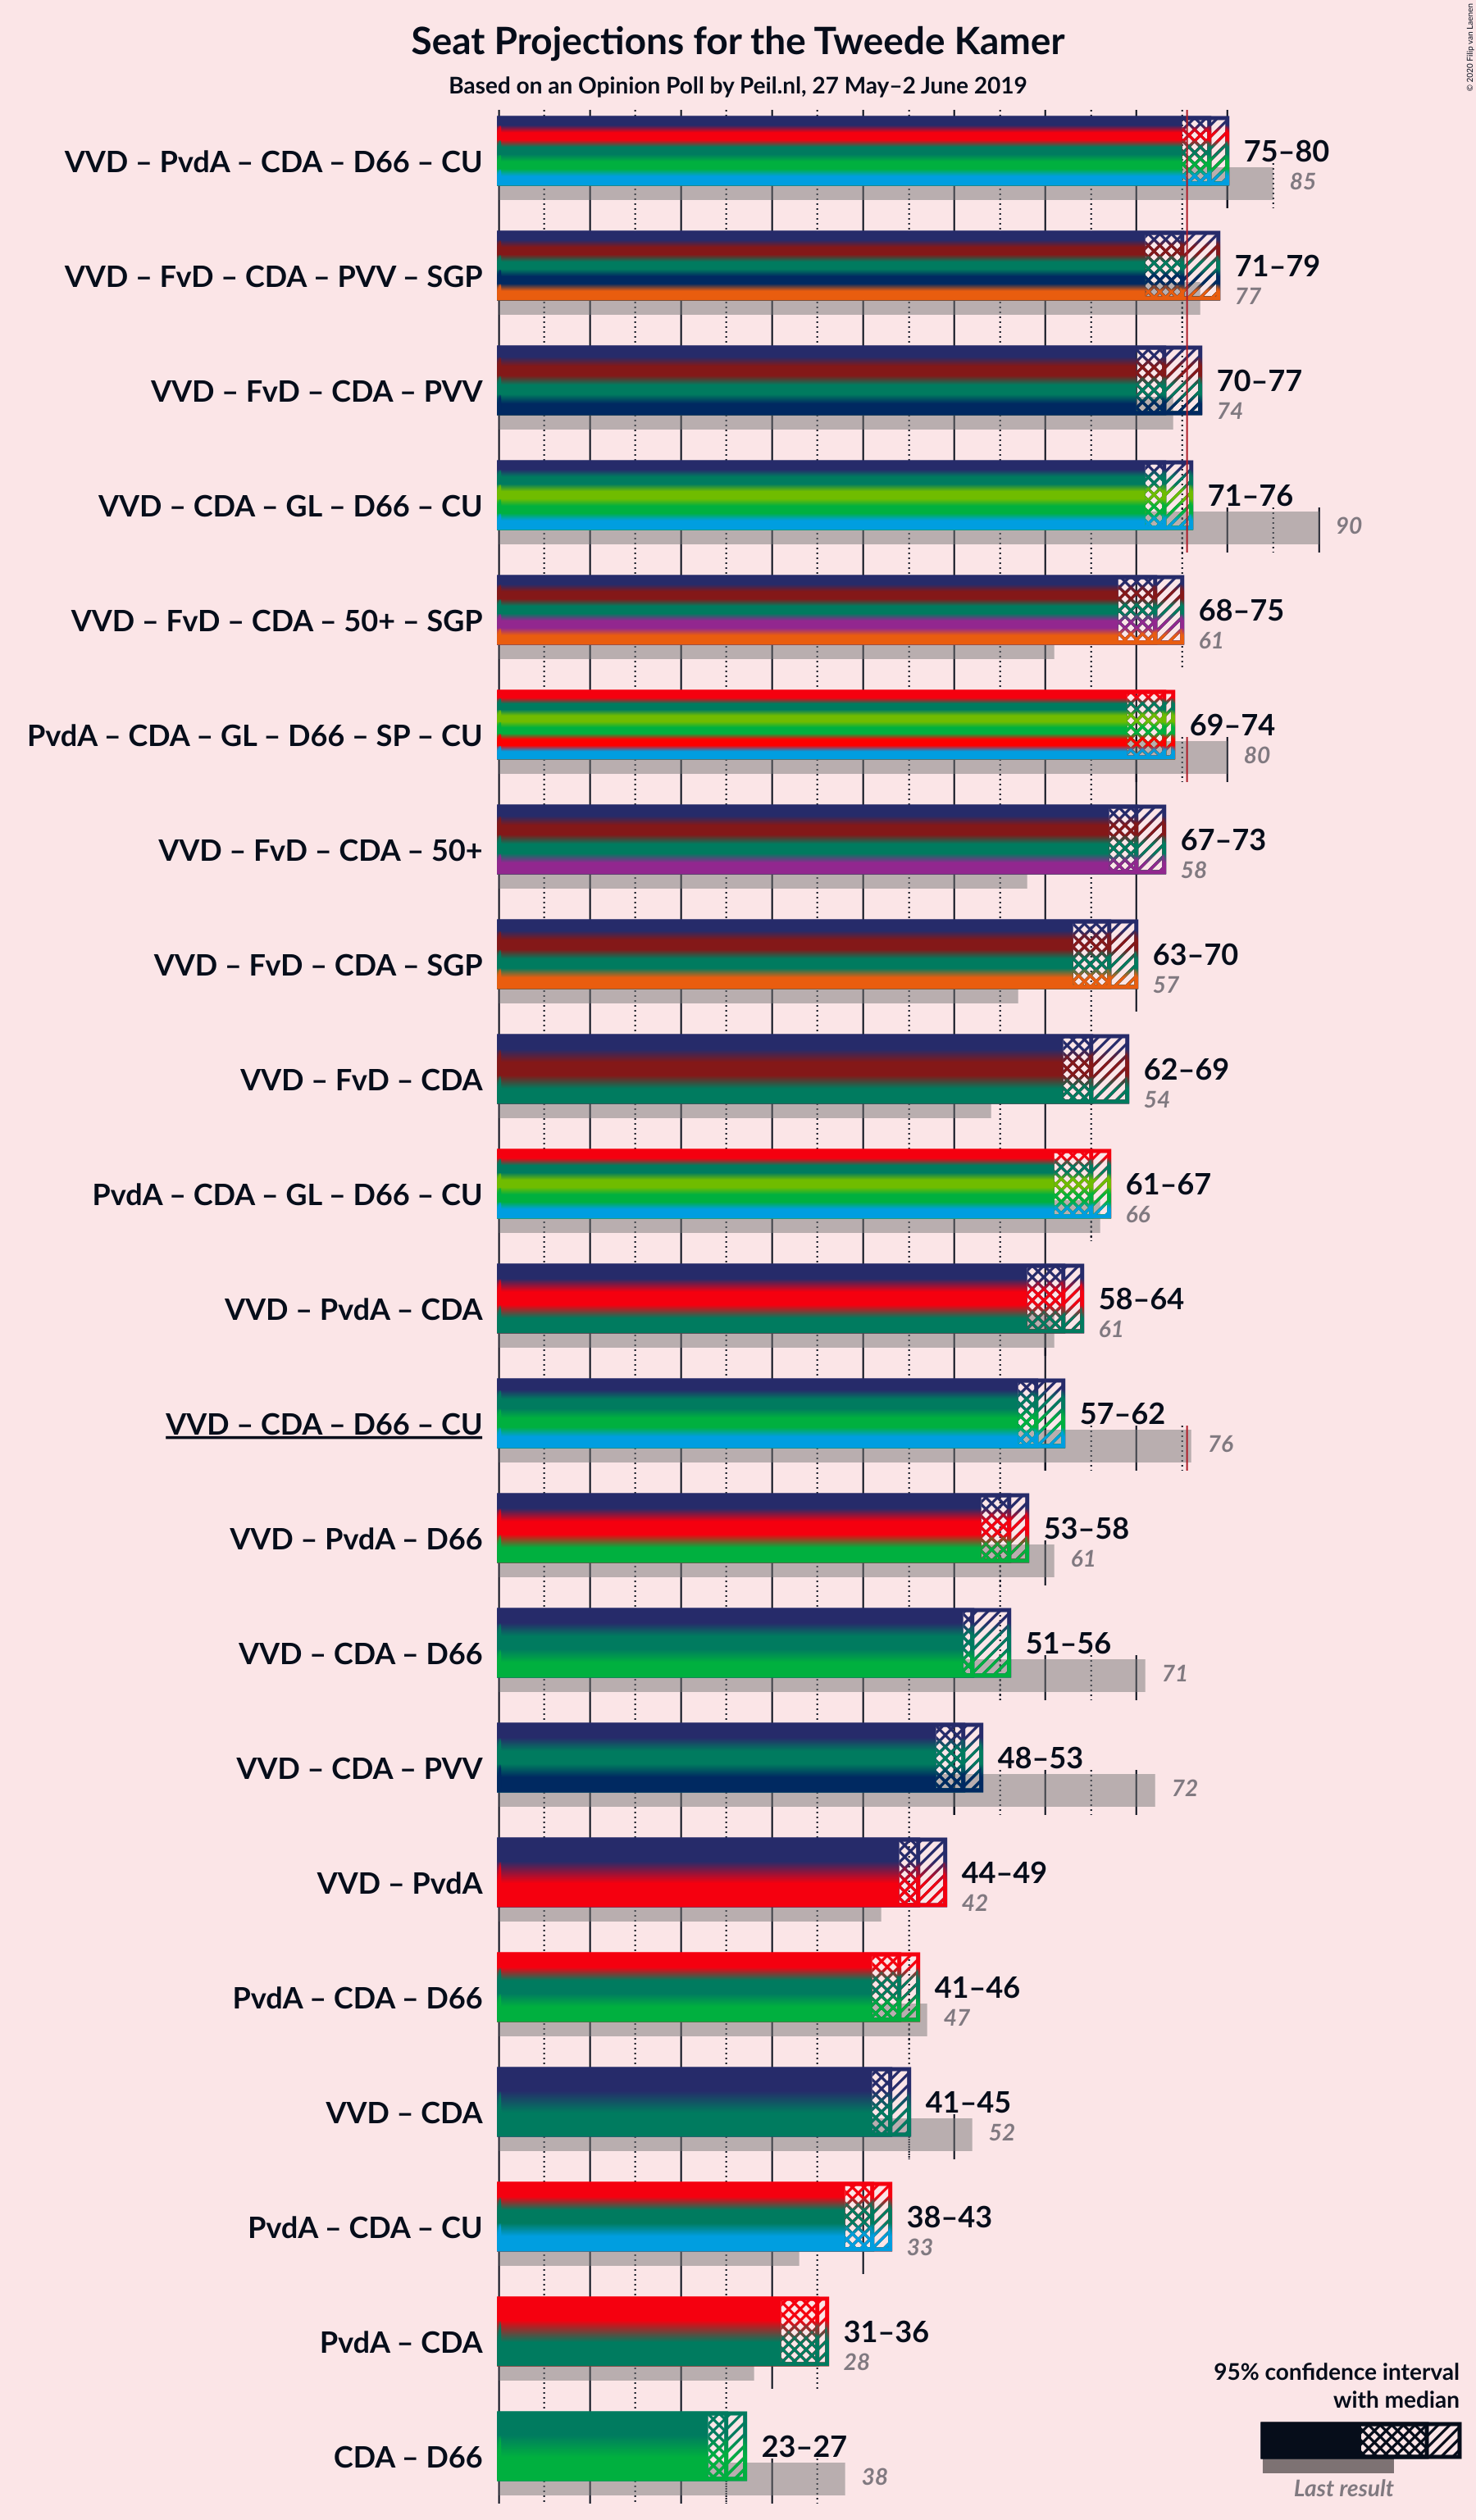 Seat Projections for the Tweede Kamer
Based on an Opinion Poll by Peil.nl, 27 May–2 June 2019
© 2020 Filip van Laenen
VVD – PvdA – CDA – D66 – CU
75–80
85
VVD – FvD – CDA – PVV – SGP
71–79
77
VVD – FvD – CDA – PVV
70–77
74
VVD – CDA – GL – D66 – CU
71–76
90
VVD – FvD – CDA – 50+ – SGP
68–75
61
PvdA – CDA – GL – D66 – SP – CU
69–74
80
VVD – FvD – CDA – 50+
67–73
58
VVD – FvD – CDA – SGP
63–70
57
VVD – FvD – CDA
62–69
54
PvdA – CDA – GL – D66 – CU
61–67
66
VVD – PvdA – CDA
58–64
61
VVD – CDA – D66 – CU
57–62
76
VVD – PvdA – D66
53–58
61
VVD – CDA – D66
51–56
71
VVD – CDA – PVV
48–53
72
VVD – PvdA
44–49
42
PvdA – CDA – D66
41–46
47
VVD – CDA
41–45
52
PvdA – CDA – CU
38–43
33
PvdA – CDA
31–36
28
CDA – D66
23–27
38
95% confidence interval
with median
Last result